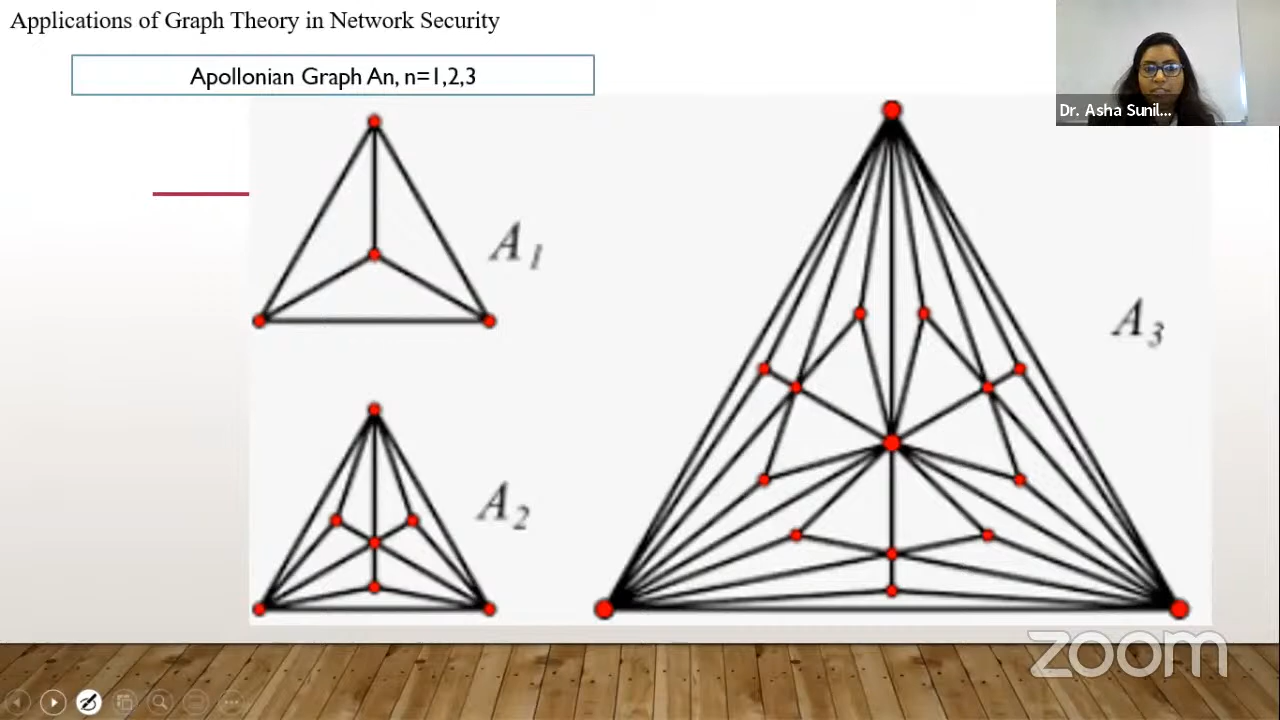 Applications of Graph Theory in Network Security
Apollonian Graph An, n=1,2,3
Dr. Asha Sunil...
A1
A3
A2
zoom